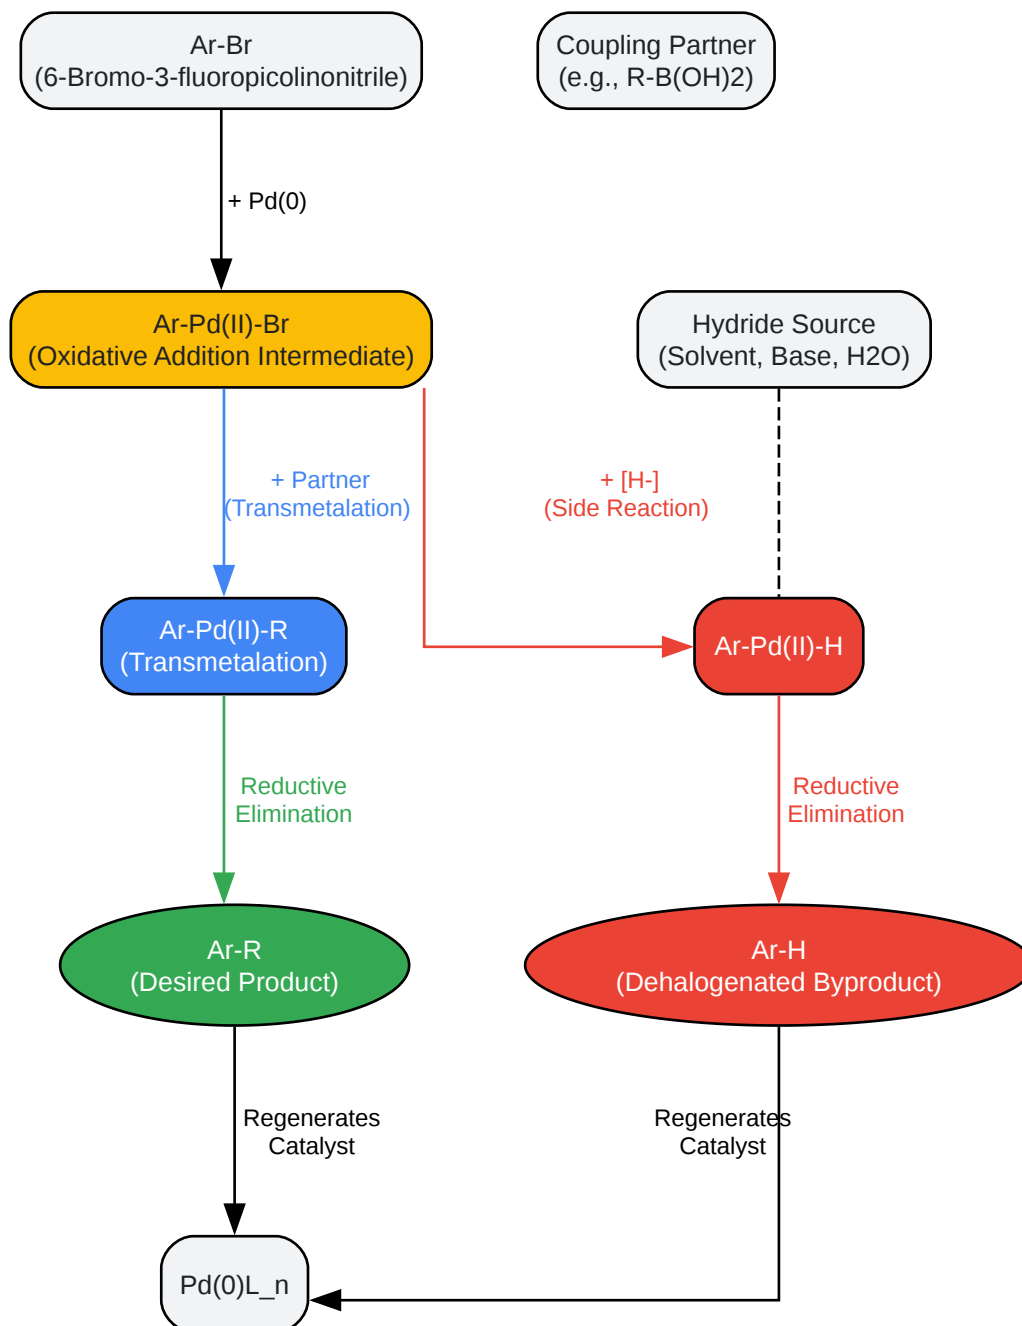 Ar-Br
(6-Bromo-3-fluoropicolinonitrile)
Coupling Partner
(e.g., R-B(OH)2)
+ Pd(0)
Ar-Pd(II)-Br
(Oxidative Addition Intermediate)
Hydride Source
(Solvent, Base, H2O)
+ Partner
(Transmetalation)
+ [H-]
(Side Reaction)
Ar-Pd(II)-R
(Transmetalation)
Ar-Pd(II)-H
Reductive
Elimination
Reductive
Elimination
Ar-R
(Desired Product)
Ar-H
(Dehalogenated Byproduct)
Regenerates
Catalyst
Regenerates
Catalyst
Pd(0)L_n